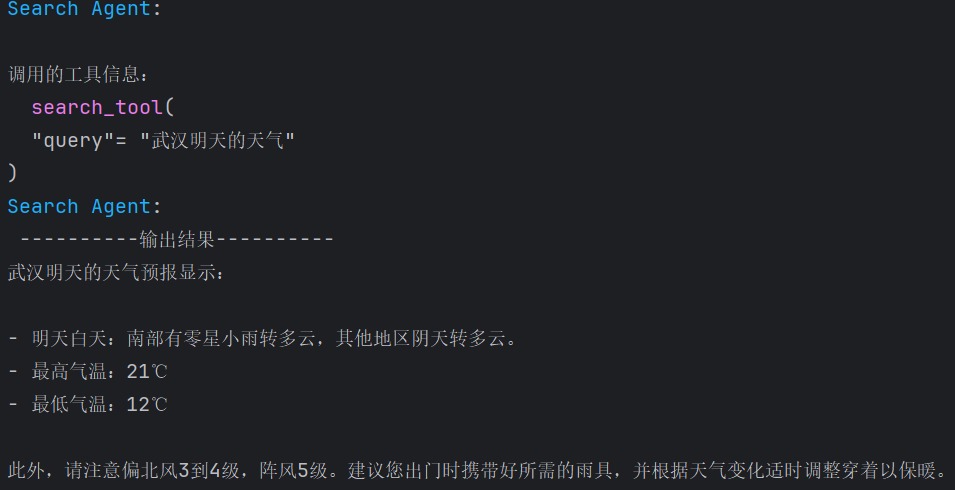 Search Agent:
调用的工具信息：
search_tool(
"query"= "武汉明天的天气"
)
Search Agent:
----------输出结果----------
武汉明天的天气预报显示：
- 明天白天：南部有零星小雨转多云，其他地区阴天转多云。
- 最高气温：21℃
- 最低气温：12℃
此外，请注意偏北风3到4级，阵风5级。建议您出门时携带好所需的雨具，并根据天气变化适时调整穿着以保暖。